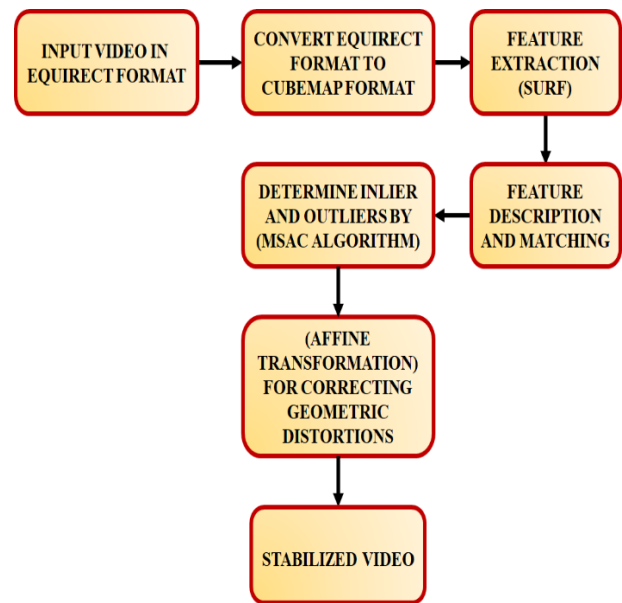 INPUT VIDEO IN
EQUIRECT FORMAT
CONVERT EQUIRECT
FORMAT TO
CUBEMAP FORMAT
FEATURE
EXTRACTION
(SURF)
FEATURE
DESCRIPTION
AND MATCHING
DETERMINE INLIER
AND OUTLIERS BY
(MSAC ALGORITHM)
(AFFINE
TRANSFORMATION)
FOR CORRECTING
GEOMETRIC
DISTORTIONS
STABILIZED VIDEO